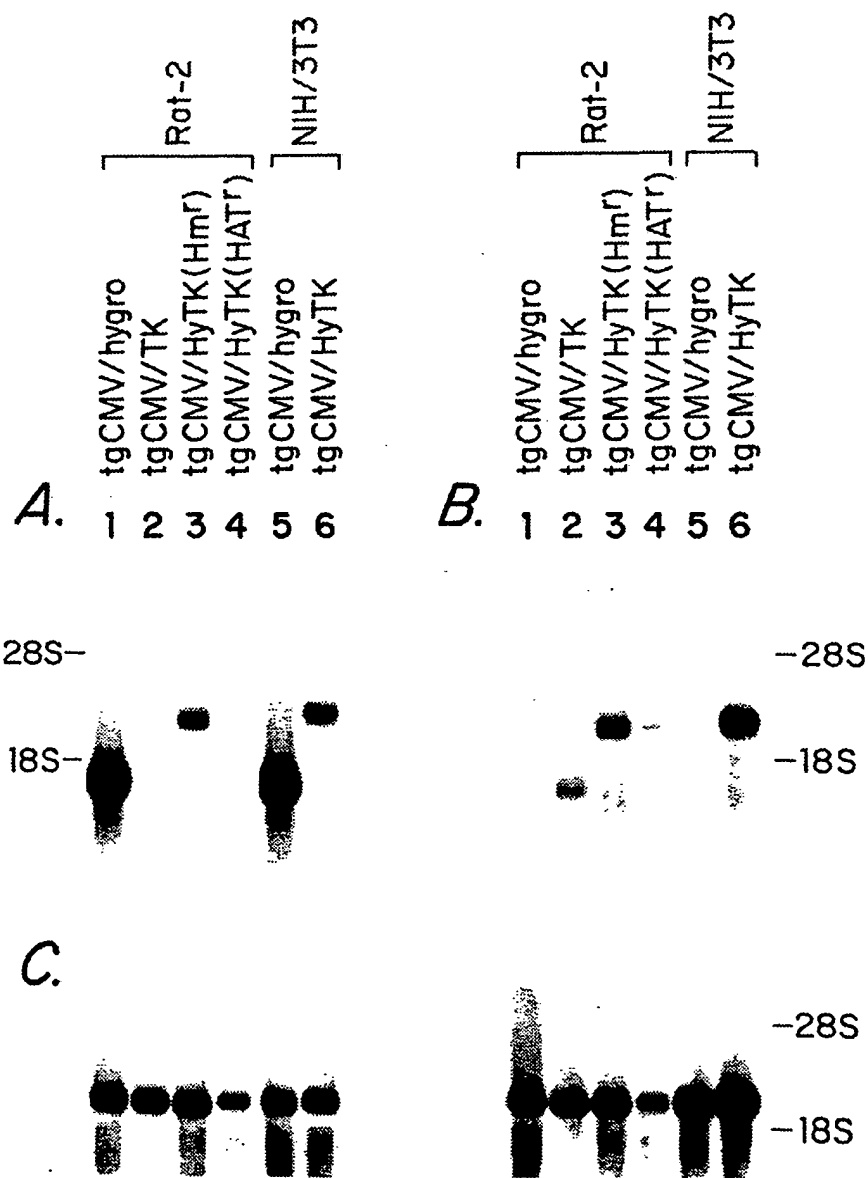 Rat-2
NIH/3T3
tgCMV/hygro
tgCMV/TK
tgCMV/HyTK(Hmʳ)
tgCMV/HyTK(HATʳ)
tgCMV/hygro
tgCMV/HyTK
A. 1 2 3 4 5 6
Rat-2
NIH/3T3
tgCMV/hygro
tgCMV/TK
tgCMV/HyTK(Hmʳ)
tgCMV/HyTK(HATʳ)
tgCMV/hygro
tgCMV/HyTK
B. 1 2 3 4 5 6
28S-
18S-
-28S
-18S
C.
-28S
-18S